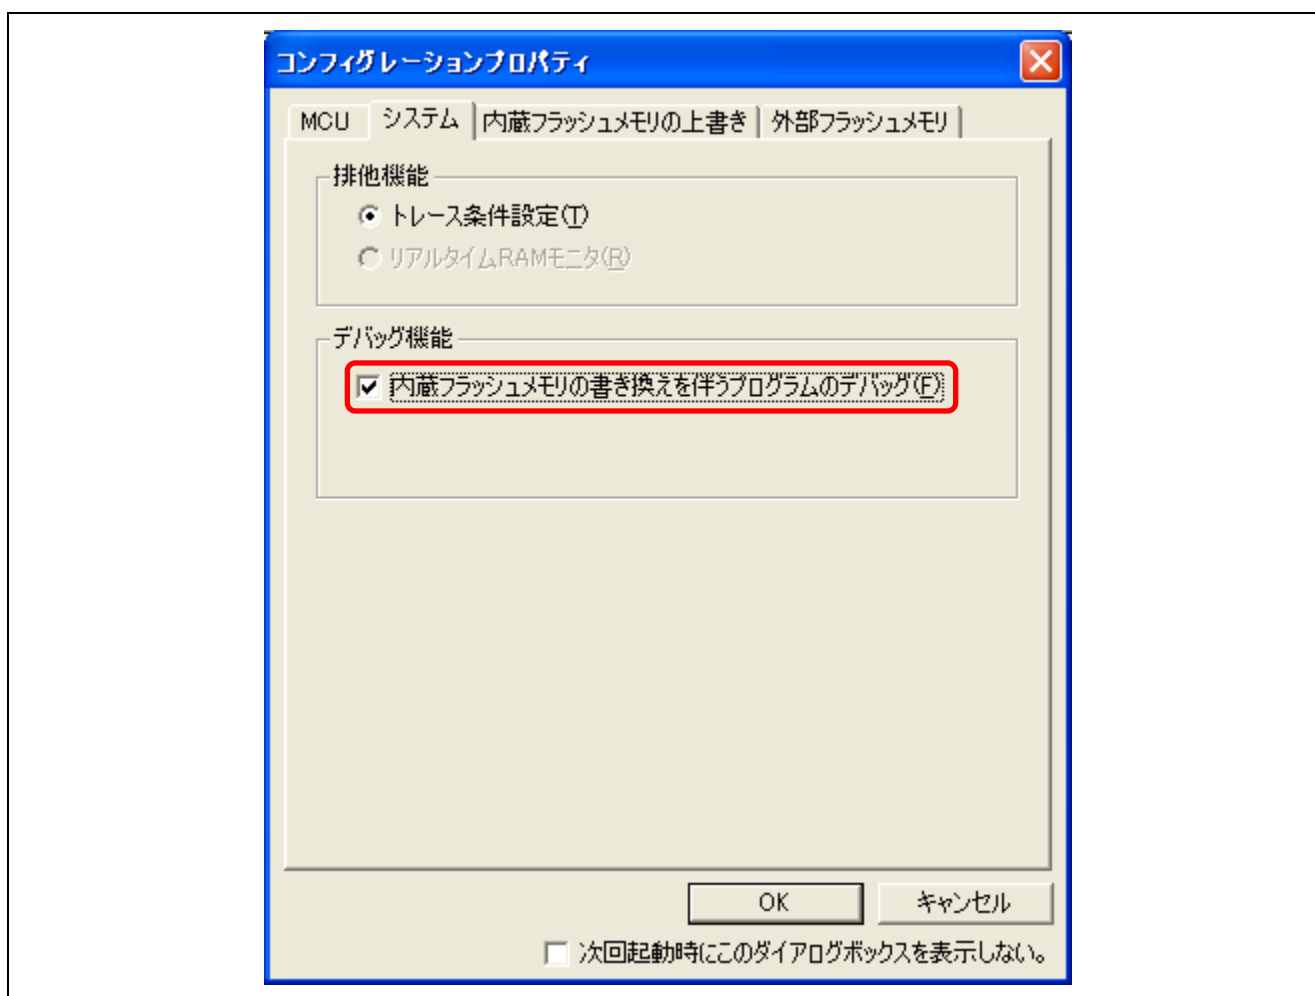 コンフィグレーションプロパティ
MCU システム 内蔵フラッシュメモリの上書き 外部フラッシュメモリ
排他機能
トレース条件設定(T)
リアルタイムRAMモニタ(R)
デバッグ機能
内蔵フラッシュメモリの書き換えを伴うプログラムのデバッグ(F)
OK キャンセル
次回起動時にこのダイアログボックスを表示しない。